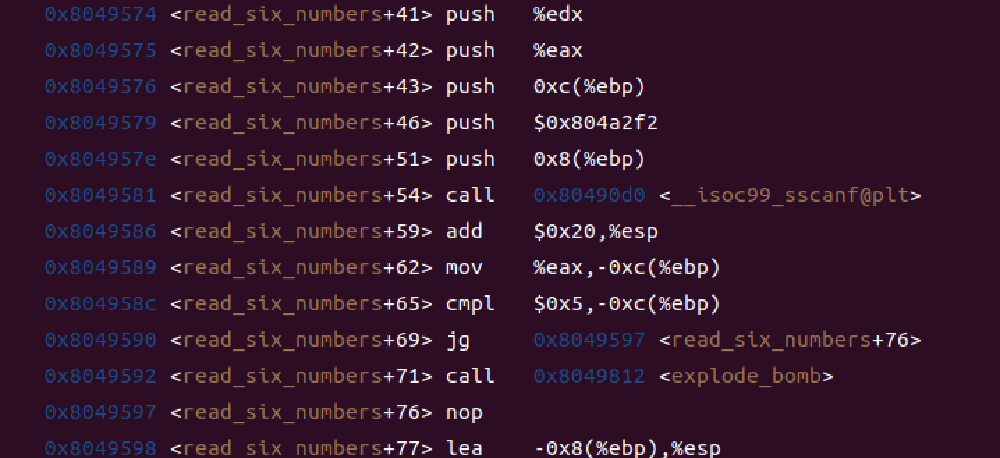 0x8049574 <read_six_numbers+41> push   %edx
0x8049575 <read_six_numbers+42> push   %eax
0x8049576 <read_six_numbers+43> push   0xc(%ebp)
0x8049579 <read_six_numbers+46> push   $0x804a2f2
0x804957e <read_six_numbers+51> push   0x8(%ebp)
0x8049581 <read_six_numbers+54> call   0x80490d0 <__isoc99_sscanf@plt>
0x8049586 <read_six_numbers+59> add    $0x20,%esp
0x8049589 <read_six_numbers+62> mov    %eax,-0xc(%ebp)
0x804958c <read_six_numbers+65> cmpl   $0x5,-0xc(%ebp)
0x8049590 <read_six_numbers+69> jg     0x8049597 <read_six_numbers+76>
0x8049592 <read_six_numbers+71> call   0x8049812 <explode_bomb>
0x8049597 <read_six_numbers+76> nop
0x8049598 <read_six_numbers+77> lea    -0x8(%ebp),%esp